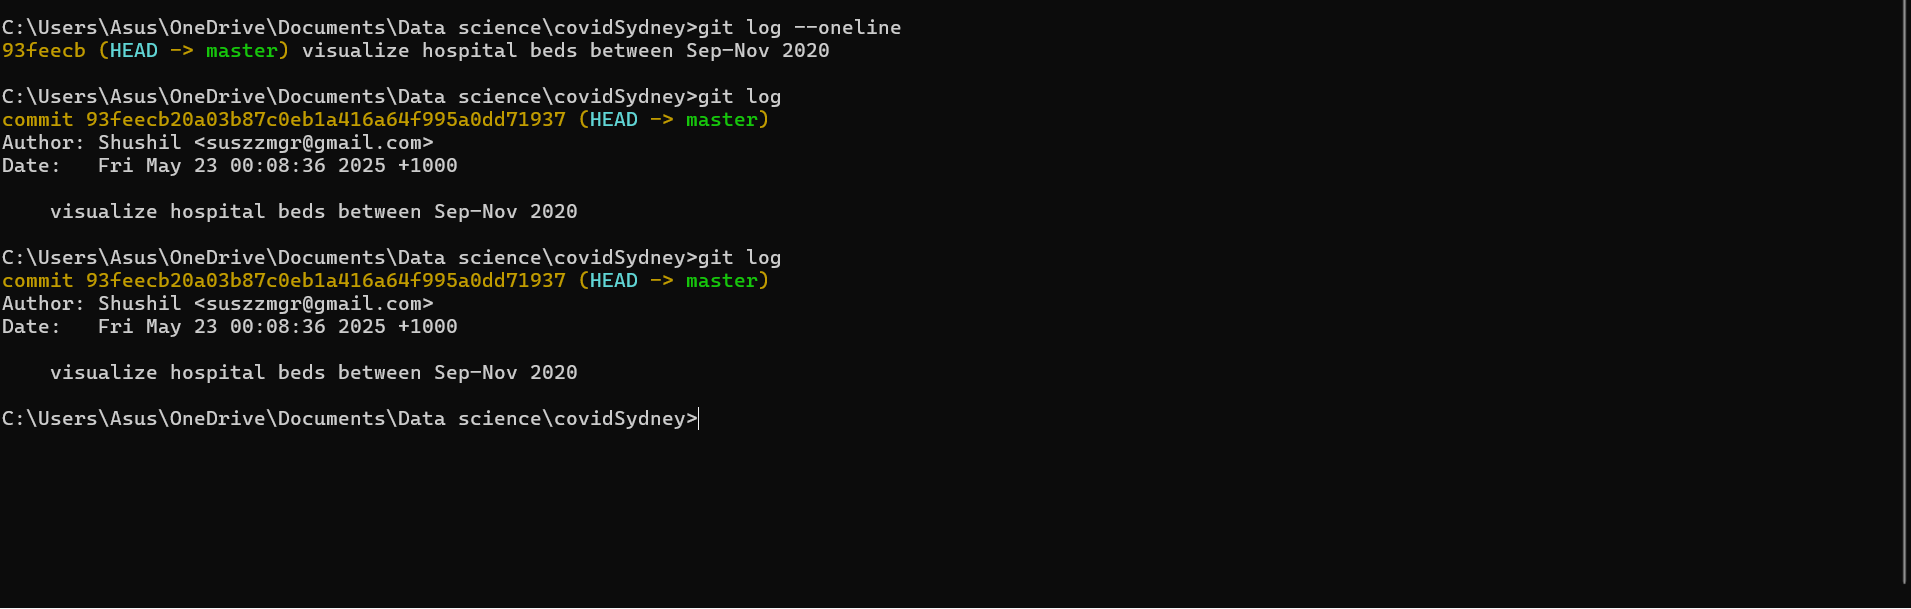 C:\Users\Asus\OneDrive\Documents\Data science\covidSydney>git log --oneline
93feecb (HEAD -> master) visualize hospital beds between Sep-Nov 2020
C:\Users\Asus\OneDrive\Documents\Data science\covidSydney>git log
commit 93feecb20a03b87c0eb1a416a64f995a0dd71937 (HEAD -> master)
Author: Shushil <suszzmgr@gmail.com>
Date:   Fri May 23 00:08:36 2025 +1000
    visualize hospital beds between Sep-Nov 2020
C:\Users\Asus\OneDrive\Documents\Data science\covidSydney>git log
commit 93feecb20a03b87c0eb1a416a64f995a0dd71937 (HEAD -> master)
Author: Shushil <suszzmgr@gmail.com>
Date:   Fri May 23 00:08:36 2025 +1000
    visualize hospital beds between Sep-Nov 2020
C:\Users\Asus\OneDrive\Documents\Data science\covidSydney>